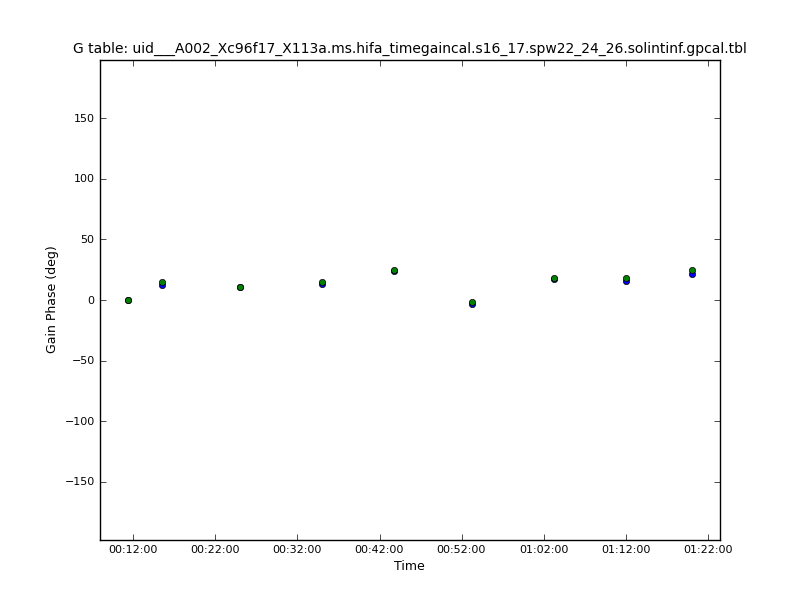 G table: uid___A002_Xc96f17_X113a.ms.hifa_timegaincal.s16_17.spw22_24_26.solintinf.gpcal.tbl
150
100
50
0
−50
−100
−150
Gain Phase (deg)
00:12:00 00:22:00 00:32:00 00:42:00 00:52:00 01:02:00 01:12:00 01:22:00
Time